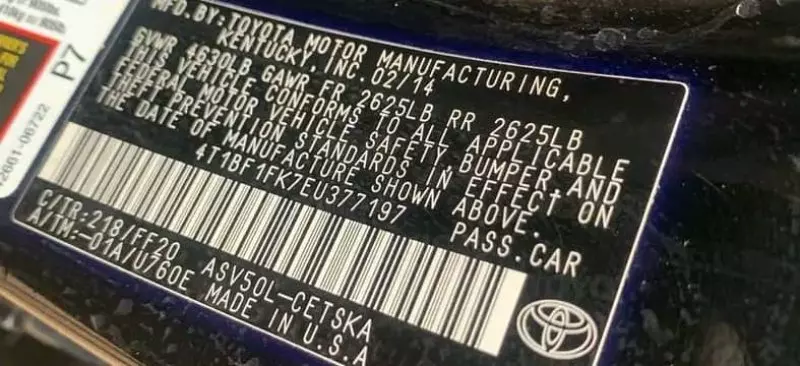 P7
42661-06722
MFD.BY:TOYOTA MOTOR MANUFACTURING,
KENTUCKY, INC. 02/14
GVWR 4630LB GAWR FR 2625LB RR 2625LB
THIS VEHICLE CONFORMS TO ALL APPLICABLE
FEDERAL MOTOR VEHICLE SAFETY, BUMPER, AND
THEFT PREVENTION STANDARDS IN EFFECT ON
THE DATE OF MANUFACTURE SHOWN ABOVE.
4T1BF1FK7EU377197 PASS.CAR
C/TR:218/FF20 ASV50L-CETSKA
A/TM:-01A/U760E MADE IN U.S.A